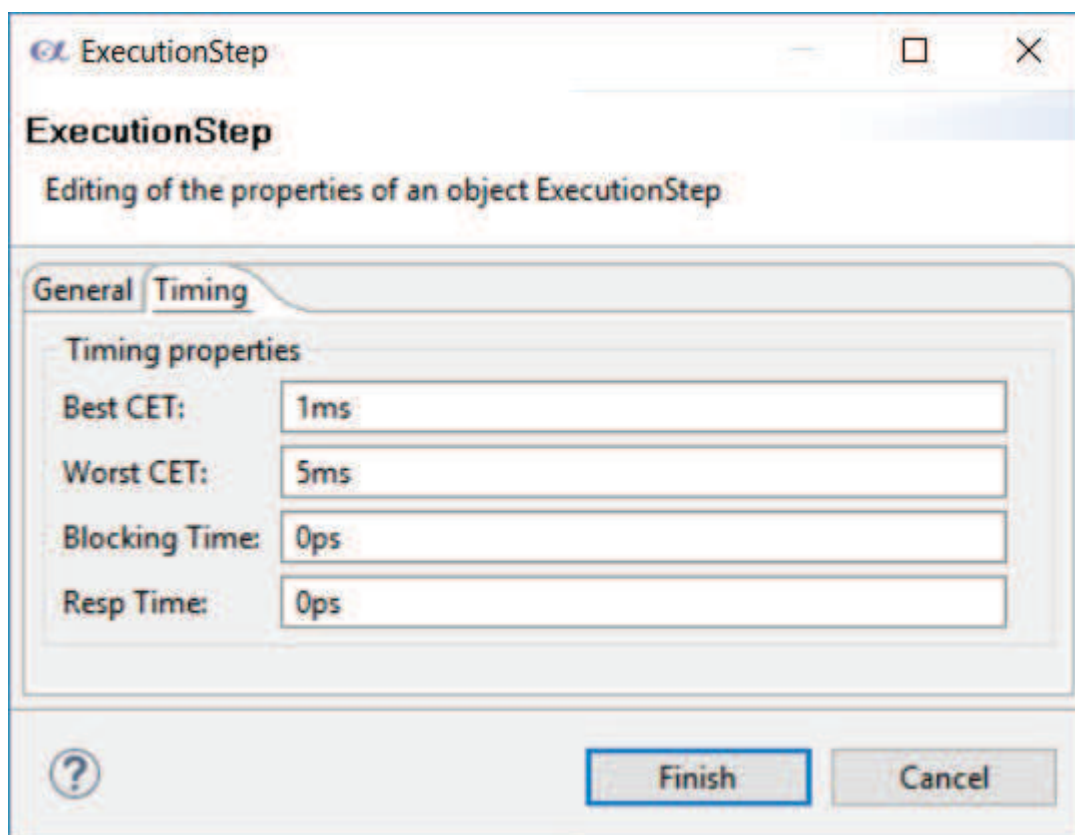 ExecutionStep
ExecutionStep
Editing of the properties of an object ExecutionStep
General Timing
Timing properties
Best CET: 1ms
Worst CET: 5ms
Blocking Time: 0ps
Resp Time: 0ps
?
Finish Cancel